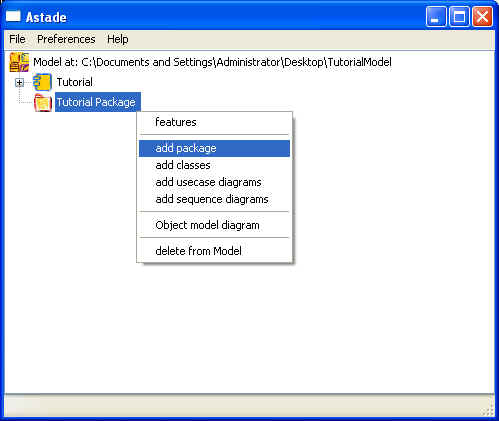 Astade
File Preferences Help
Model at: C:\Documents and Settings\Administrator\Desktop\TutorialModel
Tutorial
Tutorial Package
features
add package
add classes
add usecase diagrams
add sequence diagrams
Object model diagram
delete from Model